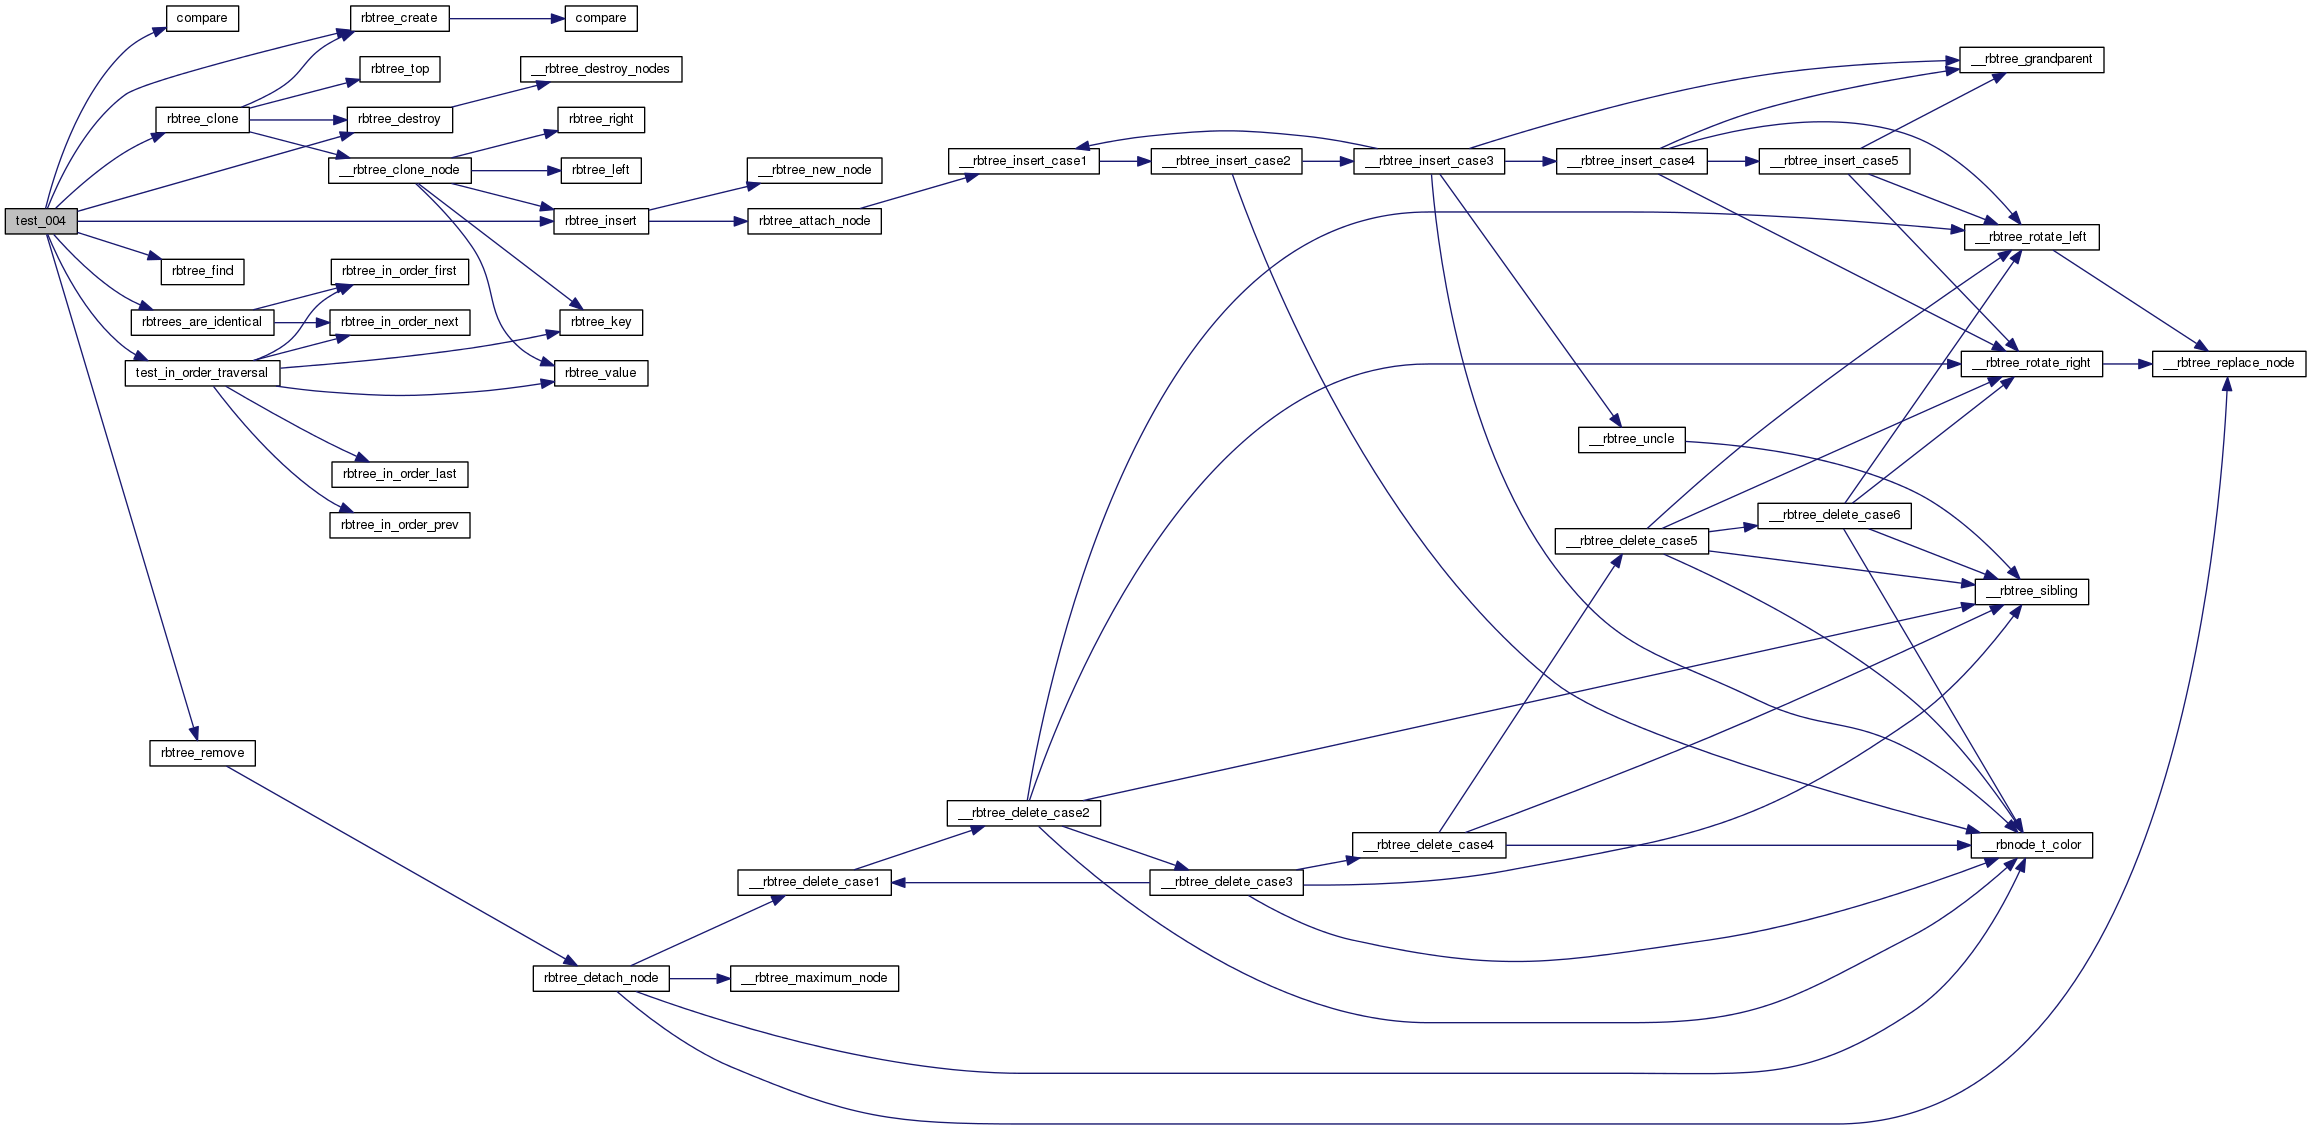 compare
rbtree_create
compare
rbtree_top
__rbtree_destroy_nodes
__rbtree_grandparent
rbtree_clone
rbtree_destroy
rbtree_right
__rbtree_clone_node
rbtree_left
__rbtree_new_node
__rbtree_insert_case1
__rbtree_insert_case2
__rbtree_insert_case3
__rbtree_insert_case4
__rbtree_insert_case5
test_004
rbtree_insert
rbtree_attach_node
__rbtree_rotate_left
rbtree_find
rbtree_in_order_first
rbtrees_are_identical
rbtree_in_order_next
rbtree_key
test_in_order_traversal
rbtree_value
__rbtree_rotate_right
__rbtree_replace_node
__rbtree_uncle
rbtree_in_order_last
rbtree_in_order_prev
__rbtree_delete_case6
__rbtree_delete_case5
__rbtree_sibling
rbtree_remove
__rbtree_delete_case2
__rbtree_delete_case4
__rbnode_t_color
__rbtree_delete_case1
__rbtree_delete_case3
rbtree_detach_node
__rbtree_maximum_node